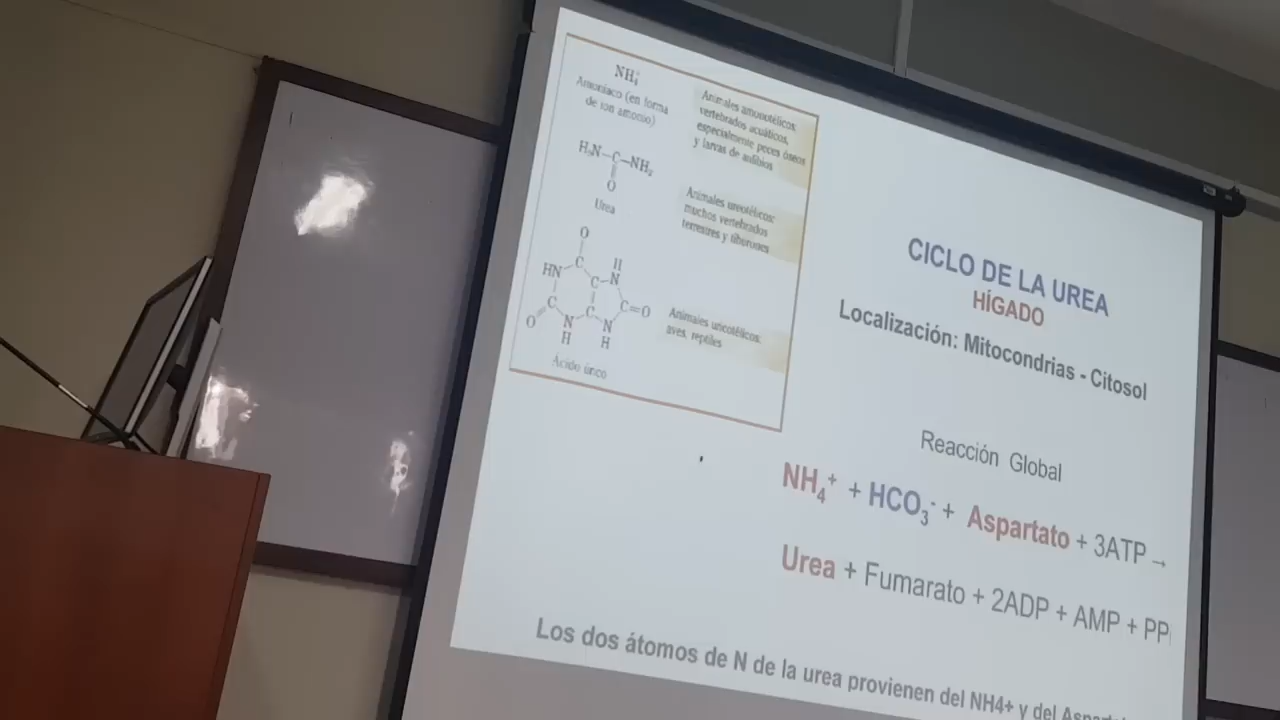 NH₄⁺
Amoníaco (en forma
de ion amonio)
Animales amonotélicos:
vertebrados acuáticos,
especialmente peces óseos
y larvas de anfibios
H₂N—C—NH₂
O
Urea
Animales ureotélicos:
muchos vertebrados
terrestres y tiburones
O
C
HN
C
H
N
C
C=O
O
C
N
H
N
H
Ácido úrico
Animales uricotélicos:
aves, reptiles
CICLO DE LA UREA
HÍGADO
Localización: Mitocondrias - Citosol
Reacción Global
NH₄⁺ + HCO₃⁻ + Aspartato + 3ATP →
Urea + Fumarato + 2ADP + AMP + PP
Los dos átomos de N de la urea provienen del NH4+ y del